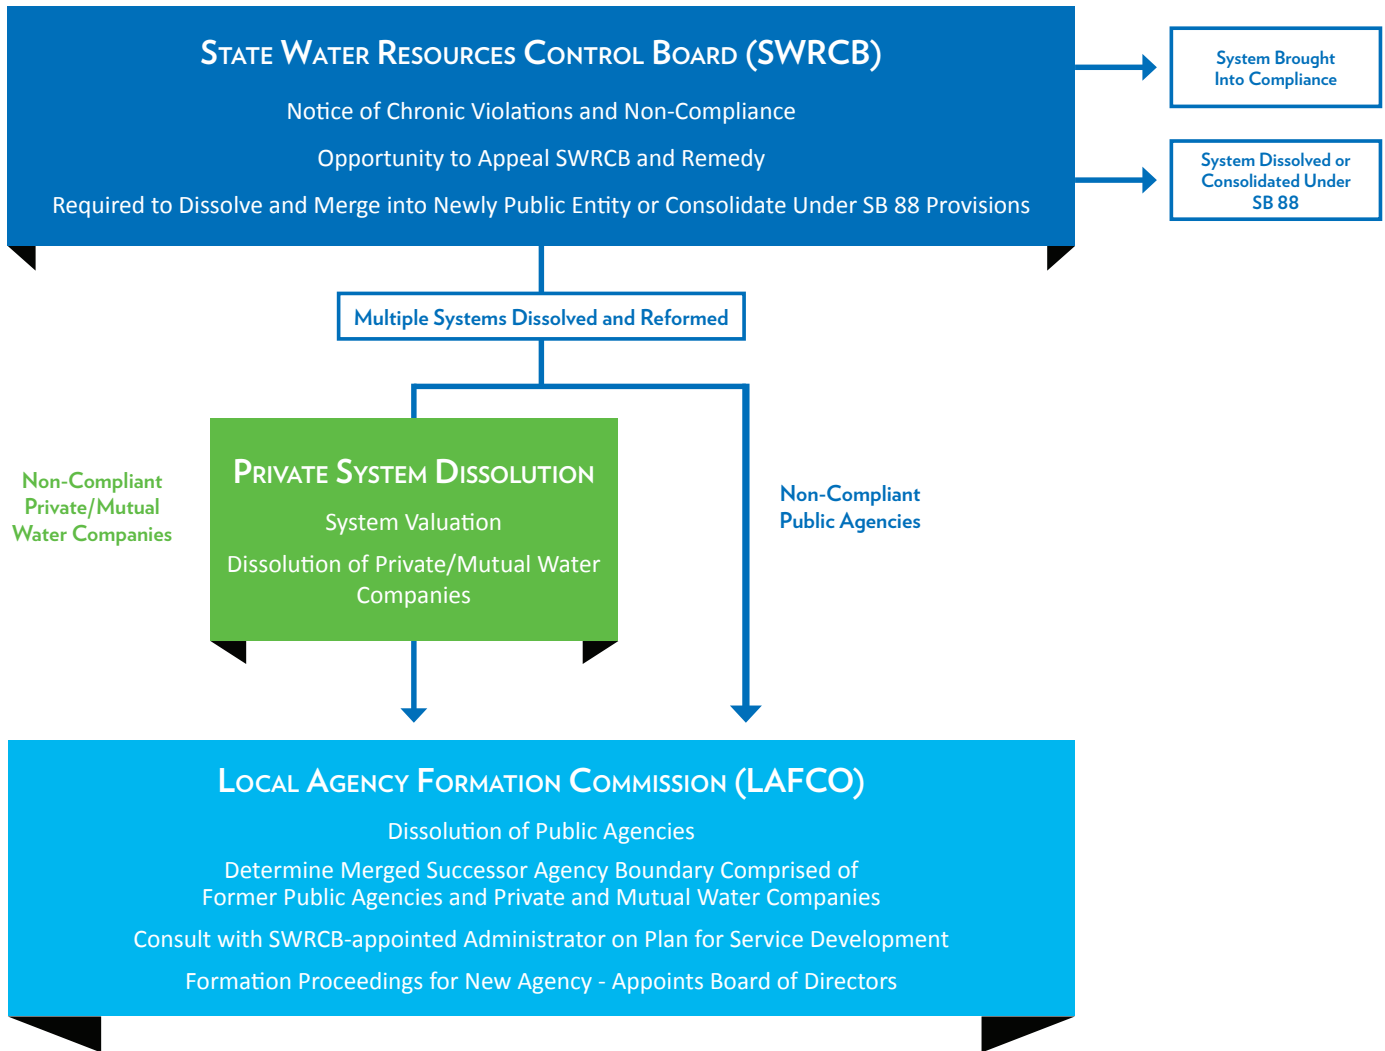 State Water Resources Control Board (SWRCB)
Notice of Chronic Violations and Non-Compliance
Opportunity to Appeal SWRCB and Remedy
Required to Dissolve and Merge into Newly Public Entity or Consolidate Under SB 88 Provisions
System Brought
Into Compliance
System Dissolved or
Consolidated Under
SB 88
Multiple Systems Dissolved and Reformed
Non-Compliant
Private/Mutual
Water Companies
Private System Dissolution
System Valuation
Dissolution of Private/Mutual Water
Companies
Non-Compliant
Public Agencies
Local Agency Formation Commission (LAFCO)
Dissolution of Public Agencies
Determine Merged Successor Agency Boundary Comprised of
Former Public Agencies and Private and Mutual Water Companies
Consult with SWRCB-appointed Administrator on Plan for Service Development
Formation Proceedings for New Agency - Appoints Board of Directors